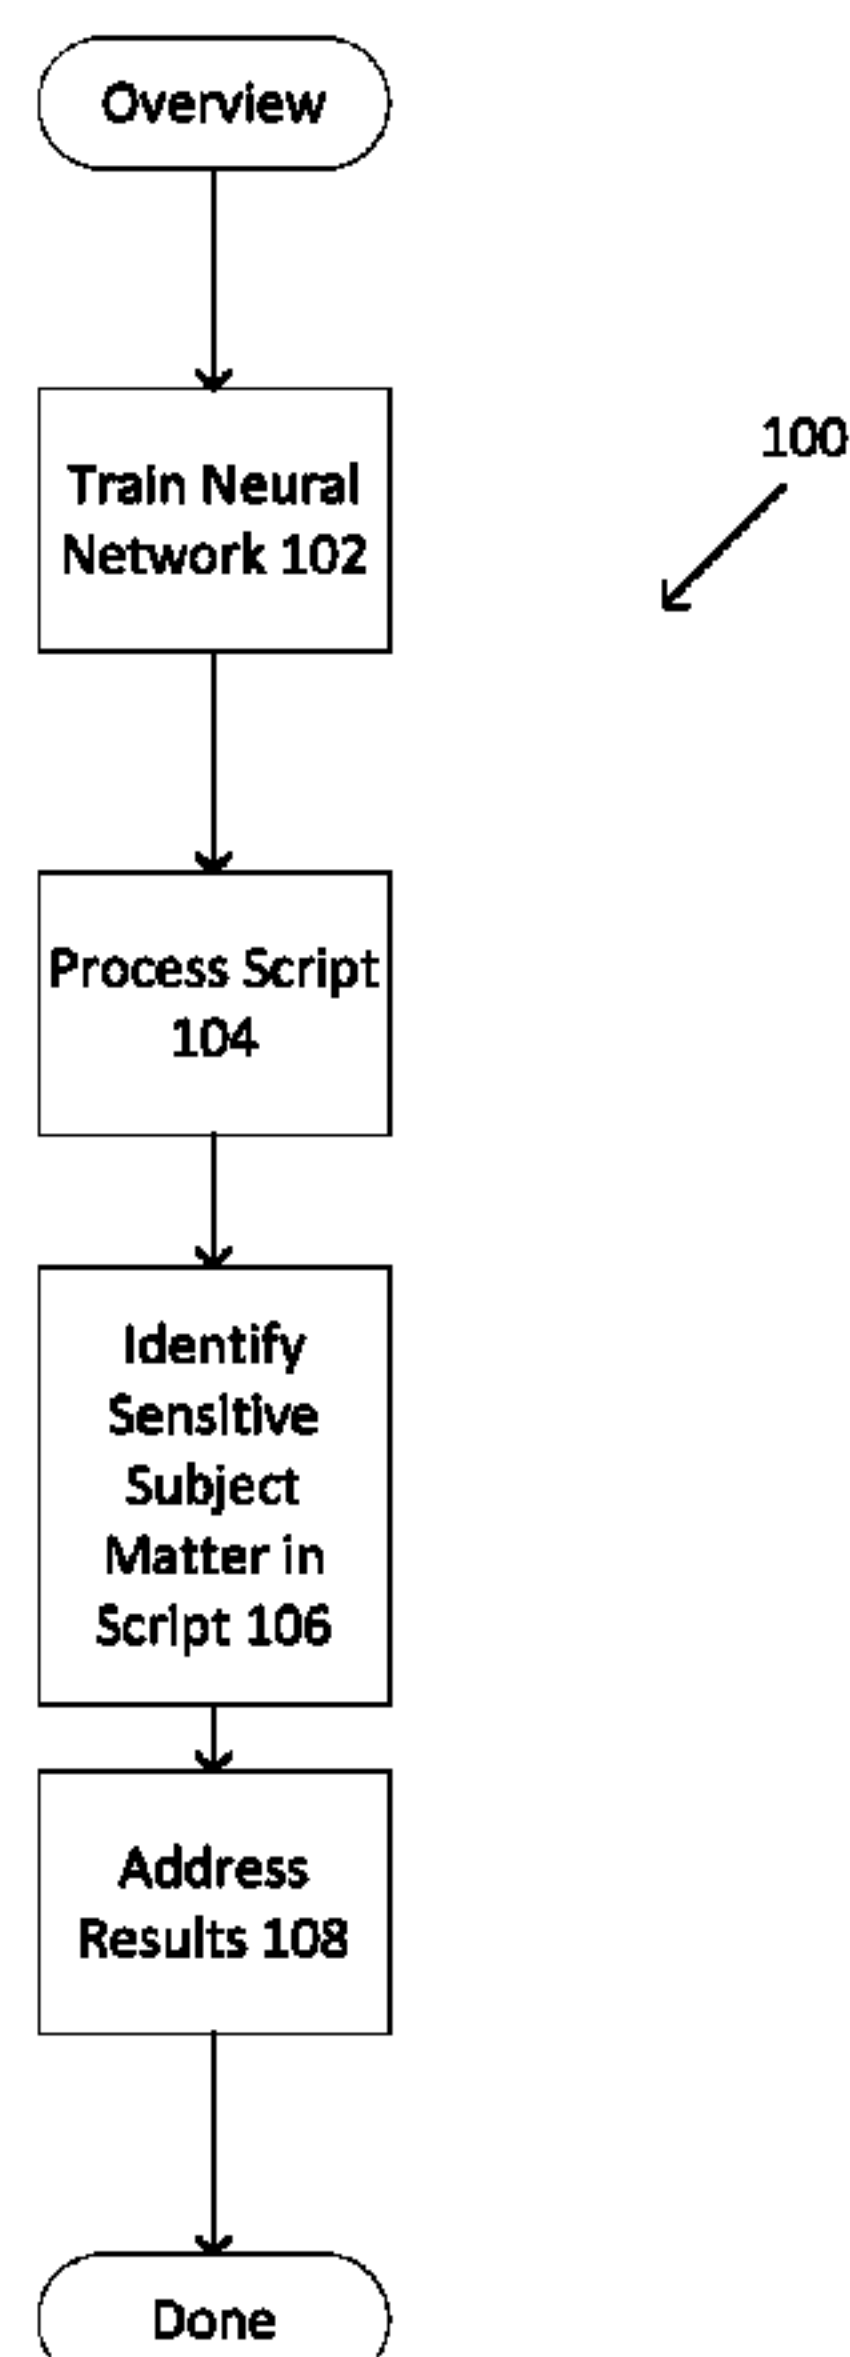 Overview
Train Neural
Network 102
100
Process Script
104
Identify
Sensitive
Subject
Matter in
Script 106
Address
Results 108
Done